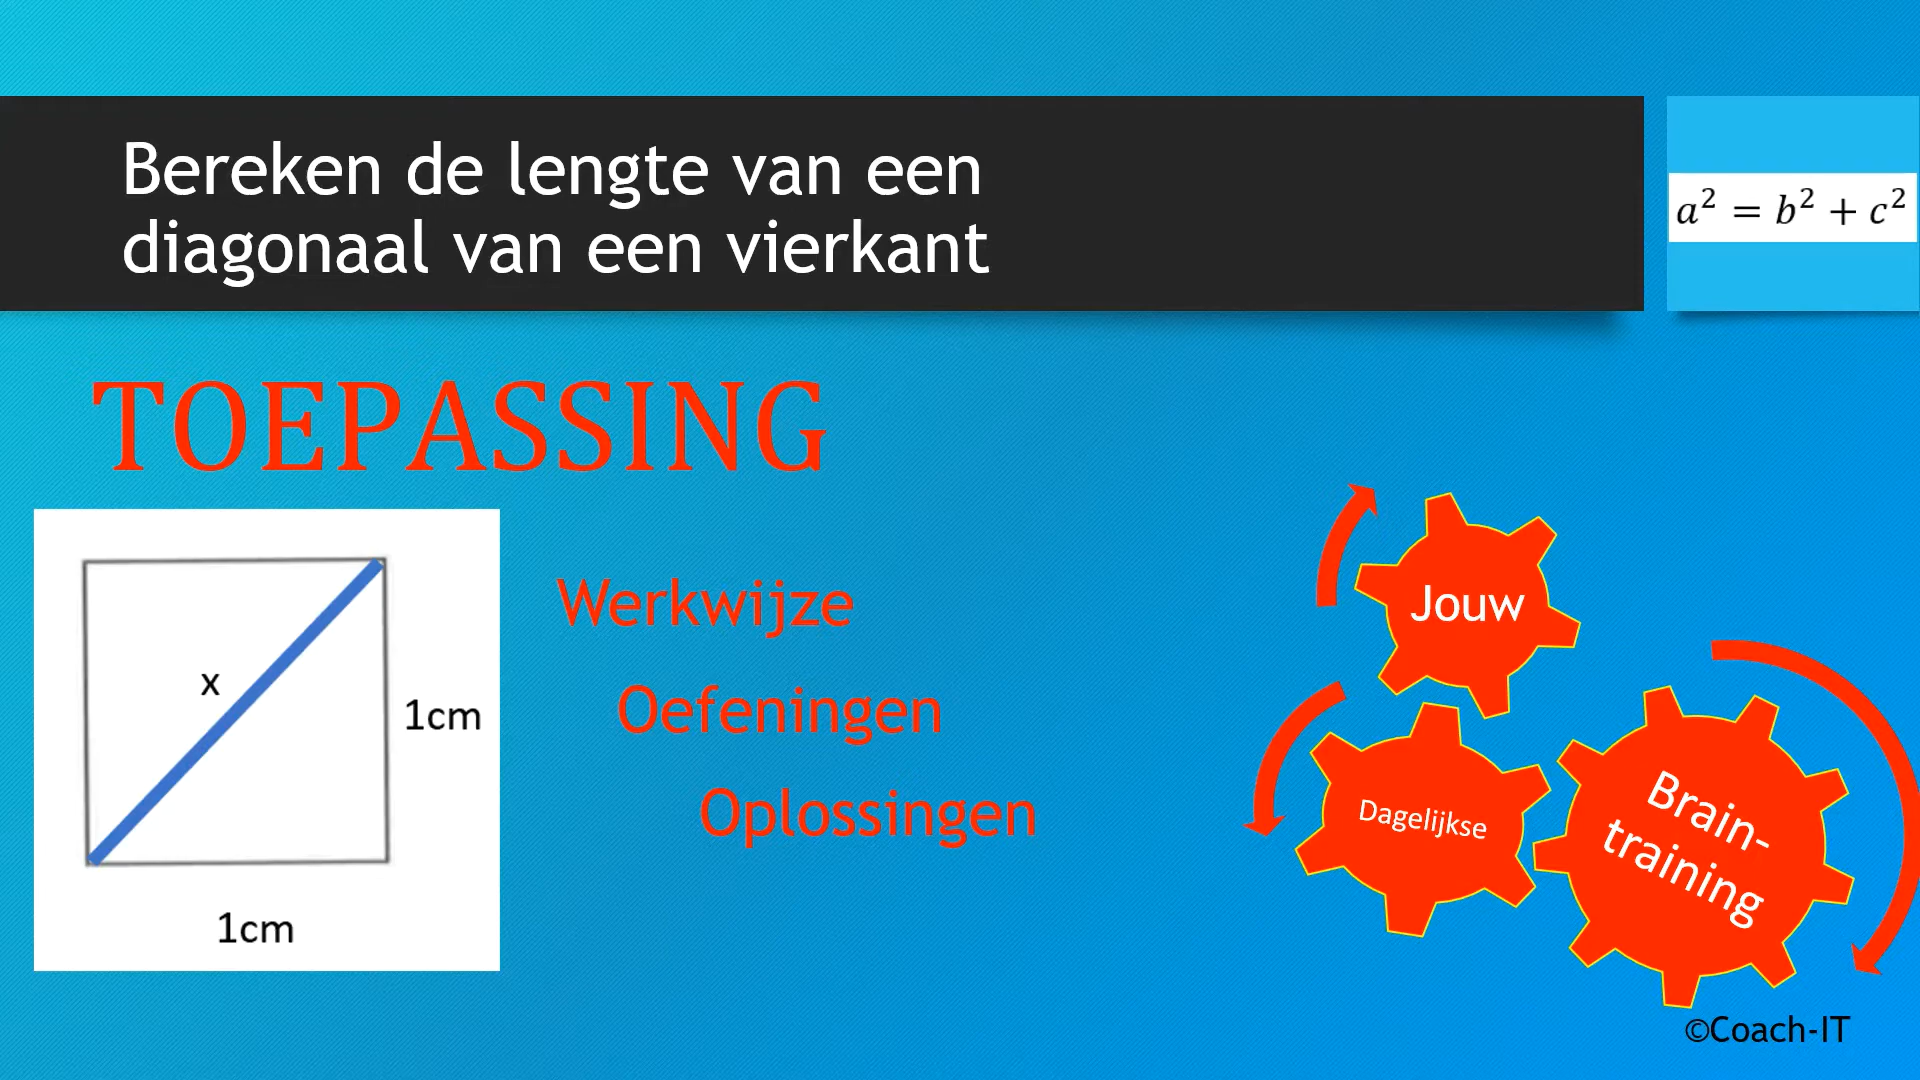 Bereken de lengte van een
diagonaal van een vierkant
a² = b² + c²
TOEPASSING
x
1cm
1cm
Werkwijze
Oefeningen
Oplossingen
Jouw
Dagelijkse
Brain-
training
©Coach-IT